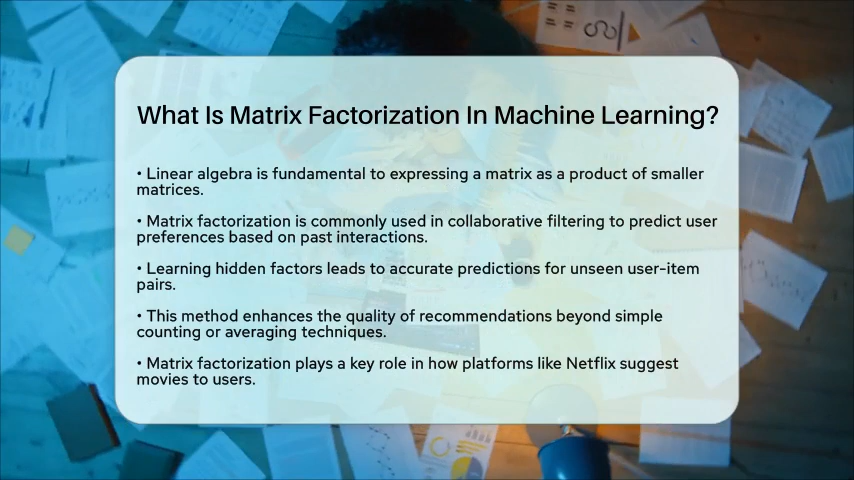 What Is Matrix Factorization In Machine Learning?
• Linear algebra is fundamental to expressing a matrix as a product of smaller
matrices.
• Matrix factorization is commonly used in collaborative filtering to predict user
preferences based on past interactions.
• Learning hidden factors leads to accurate predictions for unseen user-item
pairs.
• This method enhances the quality of recommendations beyond simple
counting or averaging techniques.
• Matrix factorization plays a key role in how platforms like Netflix suggest
movies to users.